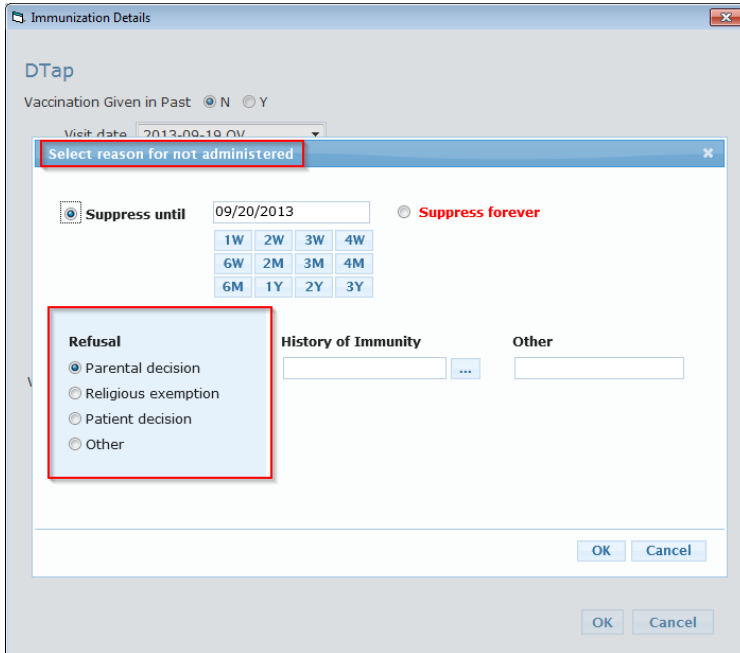 Immunization Details
DTap
Vaccination Given in Past N Y
Visit date 2013-09-19 OV
Select reason for not administered
Suppress until 09/20/2013 Suppress forever
1W 2W 3W 4W
6W 2M 3M 4M
6M 1Y 2Y 3Y
Refusal History of Immunity Other
Parental decision ...
Religious exemption
Patient decision
Other
OK Cancel
OK Cancel